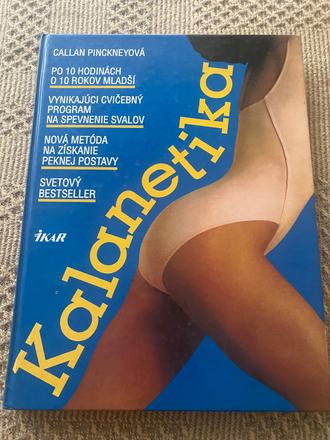 CALLAN PINCKNEYOVÁ
PO 10 HODINÁCH
O 10 ROKOV MLADŠÍ
VYNIKAJÚCI CVIČEBNÝ
PROGRAM
NA SPEVNENIE SVALOV
NOVÁ METÓDA
NA ZÍSKANIE
PEKNEJ POSTAVY
SVETOVÝ
BESTSELLER
IKAR
Kalanetika